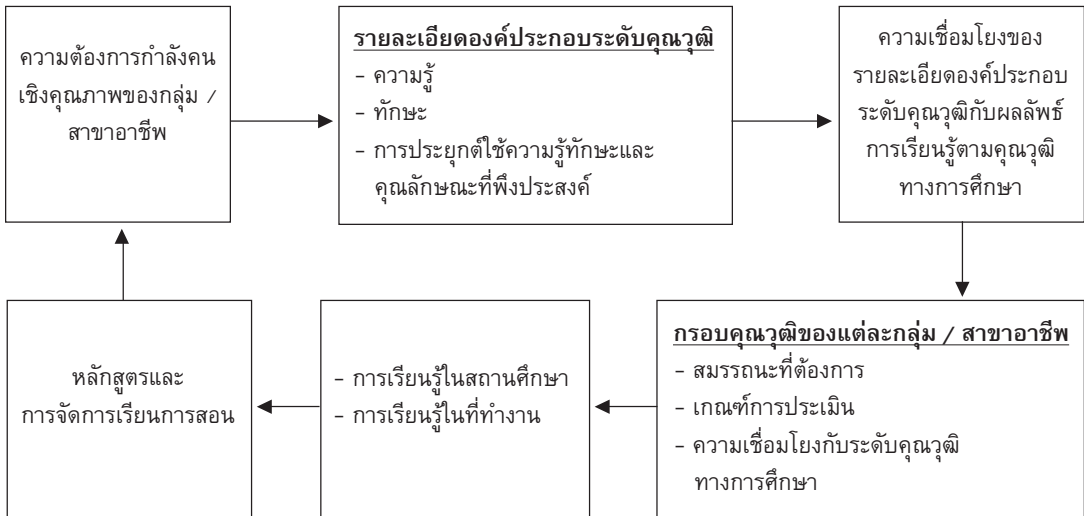 ความต้องการกำลังคน
เชิงคุณภาพของกลุ่ม /
สาขาอาชีพ
รายละเอียดองค์ประกอบระดับคุณวุฒิ
– ความรู้
– ทักษะ
– การประยุกต์ใช้ความรู้ทักษะและ
คุณลักษณะที่พึงประสงค์
ความเชื่อมโยงของ
รายละเอียดองค์ประกอบ
ระดับคุณวุฒิกับผลลัพธ์
การเรียนรู้ตามคุณวุฒิ
ทางการศึกษา
กรอบคุณวุฒิของแต่ละกลุ่ม / สาขาอาชีพ
– สมรรถนะที่ต้องการ
– เกณฑ์การประเมิน
– ความเชื่อมโยงกับระดับคุณวุฒิ
ทางการศึกษา
– การเรียนรู้ในสถานศึกษา
– การเรียนรู้ในที่ทำงาน
หลักสูตรและ
การจัดการเรียนการสอน